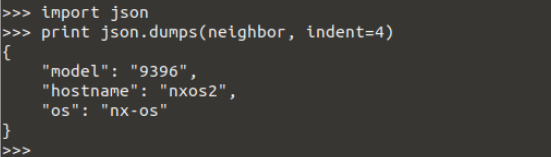 >>> import json
>>> print json.dumps(neighbor, indent=4)
{
    "model": "9396",
    "hostname": "nxos2",
    "os": "nx-os"
}
>>>